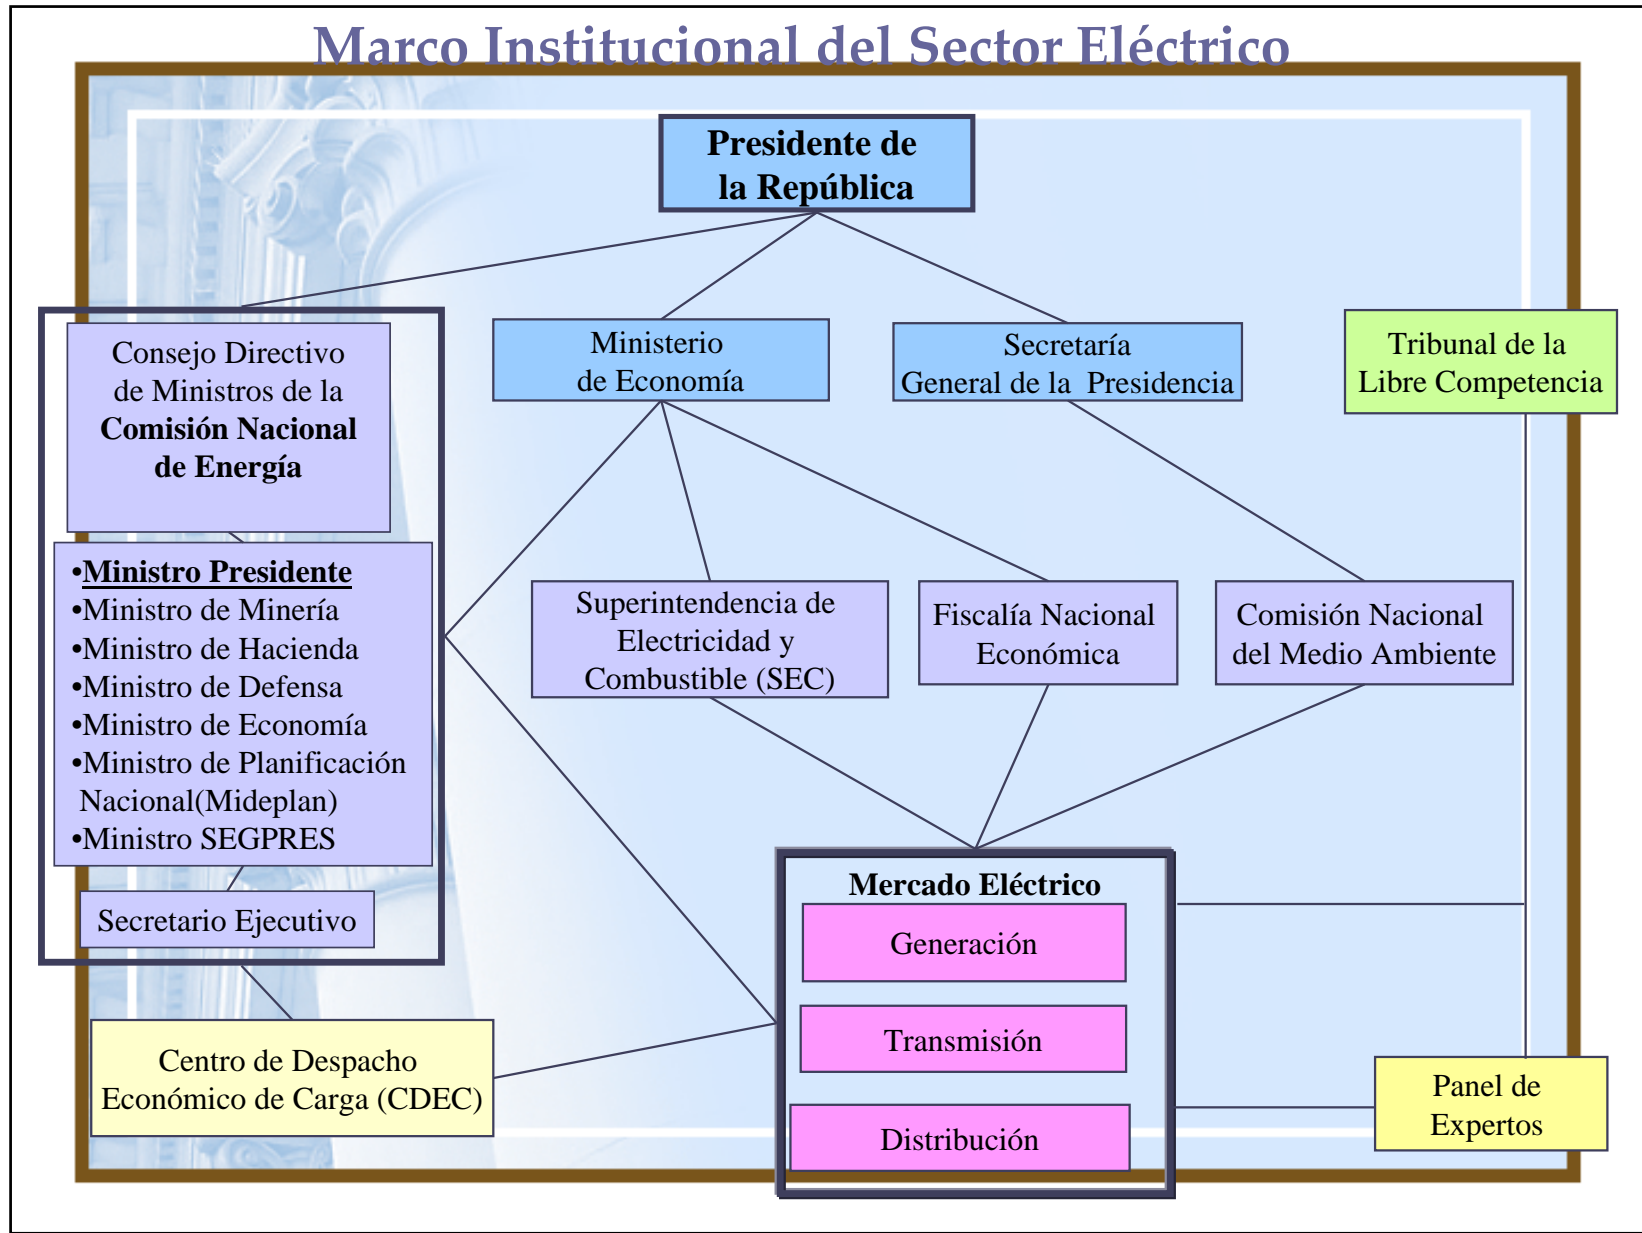 Marco Institucional del Sector Eléctrico
Presidente de
la República
Consejo Directivo
de Ministros de la
Comisión Nacional
de Energía
Ministerio
de Economía
Secretaría
General de la Presidencia
Tribunal de la
Libre Competencia
•Ministro Presidente
•Ministro de Minería
•Ministro de Hacienda
•Ministro de Defensa
•Ministro de Economía
•Ministro de Planificación
Nacional(Mideplan)
•Ministro SEGPRES
Superintendencia de
Electricidad y
Combustible (SEC)
Fiscalía Nacional
Económica
Comisión Nacional
del Medio Ambiente
Secretario Ejecutivo
Mercado Eléctrico
Generación
Transmisión
Distribución
Centro de Despacho
Económico de Carga (CDEC)
Panel de
Expertos